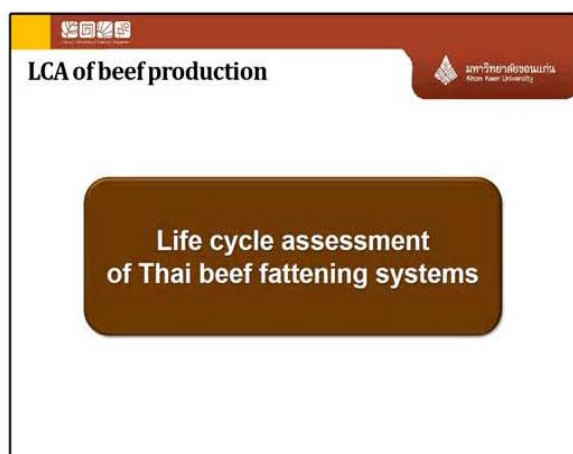 LCA of beef production
มหาวิทยาลัยขอนแก่น
Khon Kaen University
Life cycle assessment
of Thai beef fattening systems